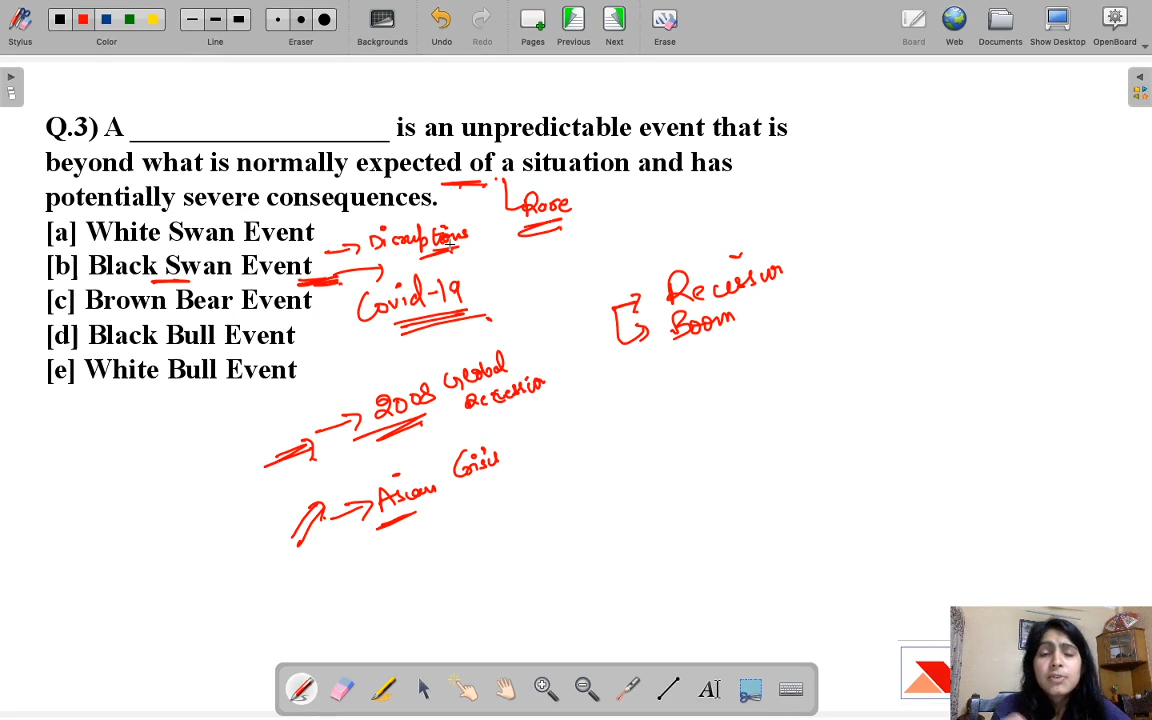 Stylus
Color
Line
Eraser
Backgrounds
Undo
Redo
Pages
Previous
Next
Erase
Board
Web
Documents
Show Desktop
OpenBoard
Q.3) A ___________________ is an unpredictable event that is
beyond what is normally expected of a situation and has
potentially severe consequences.
Rare
[a] White Swan Event
Disruptions
[b] Black Swan Event
Covid-19
Recession
Boom
[c] Brown Bear Event
[d] Black Bull Event
[e] White Bull Event
2008 Global
Recession
Asian Crisis